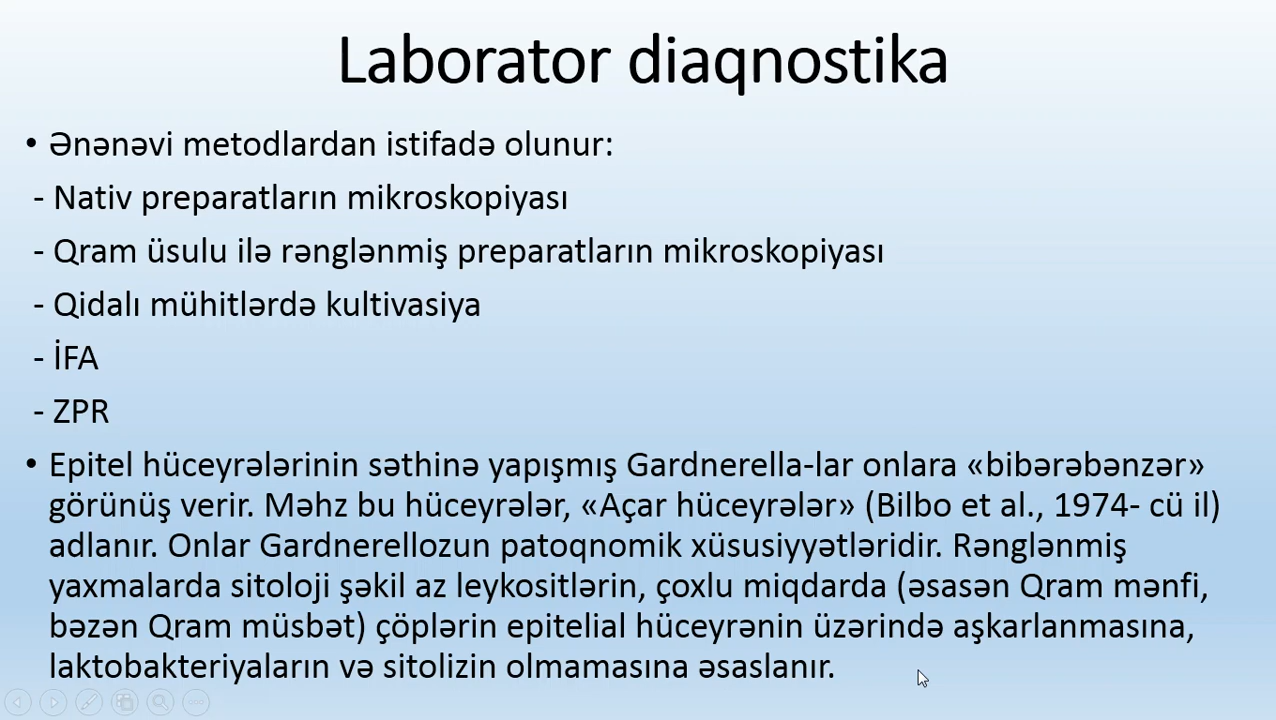 Laborator diaqnostika
• Ənənəvi metodlardan istifadə olunur:
- Nativ preparatların mikroskopiyası
- Qram üsulu ilə rənglənmiş preparatların mikroskopiyası
- Qidalı mühitlərdə kultivasiya
- İFA
- ZPR
• Epitel hüceyrələrinin səthinə yapışmış Gardnerella-lar onlara «bibərəbənzər»
görünüş verir. Məhz bu hüceyrələr, «Açar hüceyrələr» (Bilbo et al., 1974- cü il)
adlanır. Onlar Gardnerellozun patoqnomik xüsusiyyətləridir. Rənglənmiş
yaxmalarda sitoloji şəkil az leykositlərin, çoxlu miqdarda (əsasən Qram mənfi,
bəzən Qram müsbət) çöplərin epitelial hüceyrənin üzərində aşkarlanmasına,
laktobakteriyaların və sitolizin olmamasına əsaslanır.